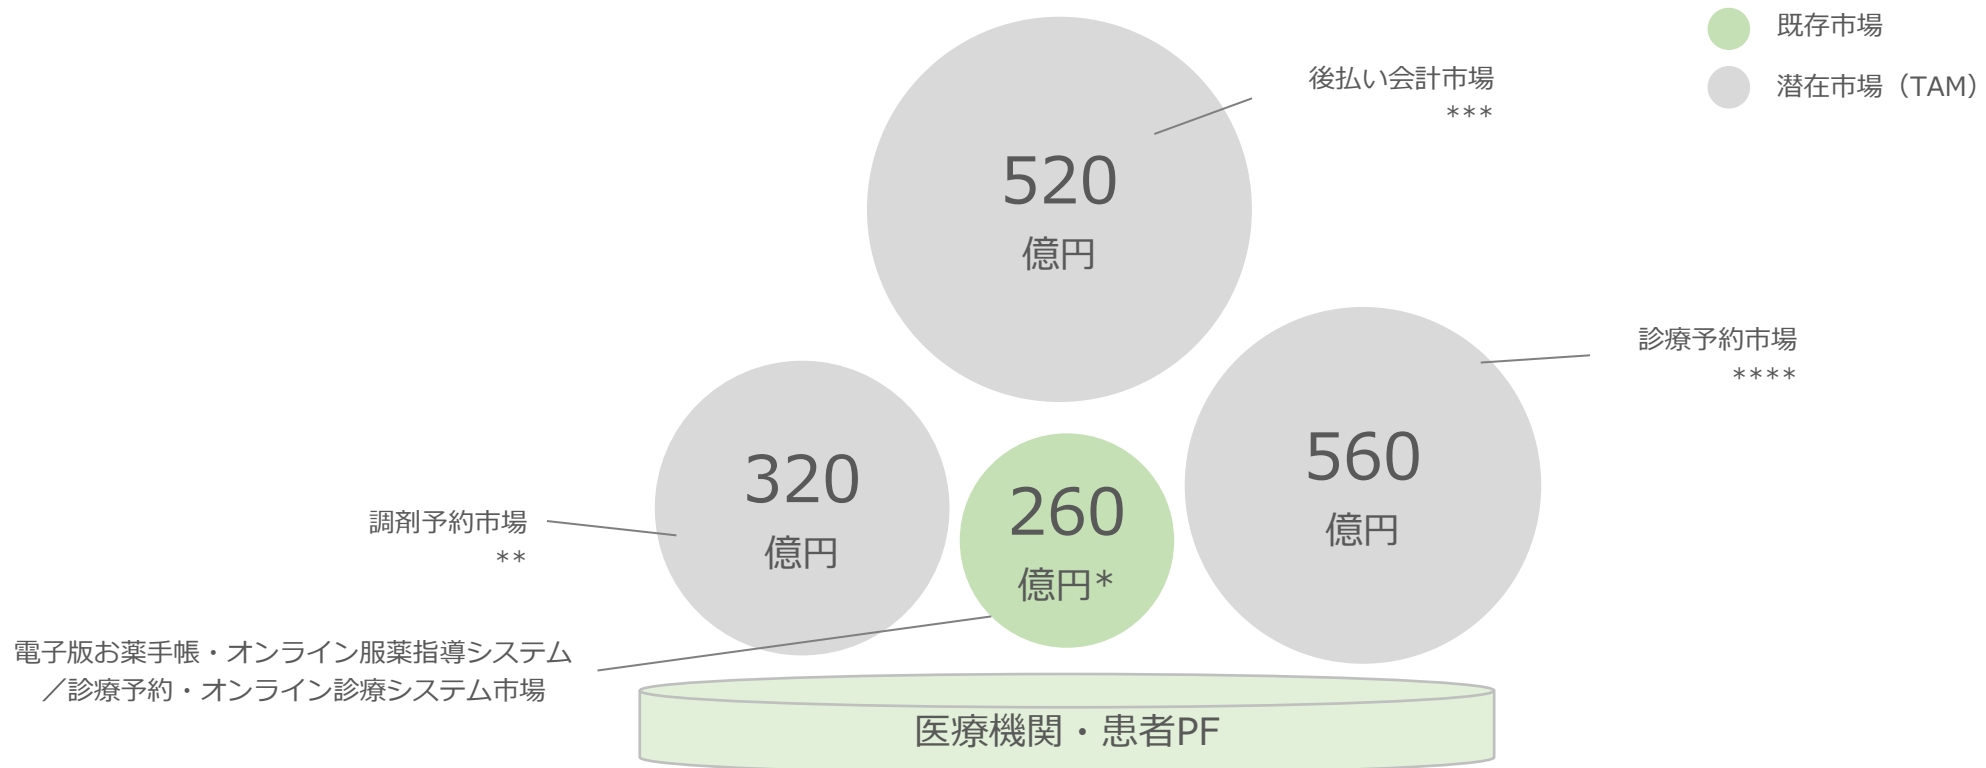 既存市場
潜在市場（TAM）
後払い会計市場
***
520
億円
診療予約市場
****
560
億円
320
億円
調剤予約市場
**
260
億円*
電子版お薬手帳・オンライン服薬指導システム
／診療予約・オンライン診療システム市場
医療機関・患者PF